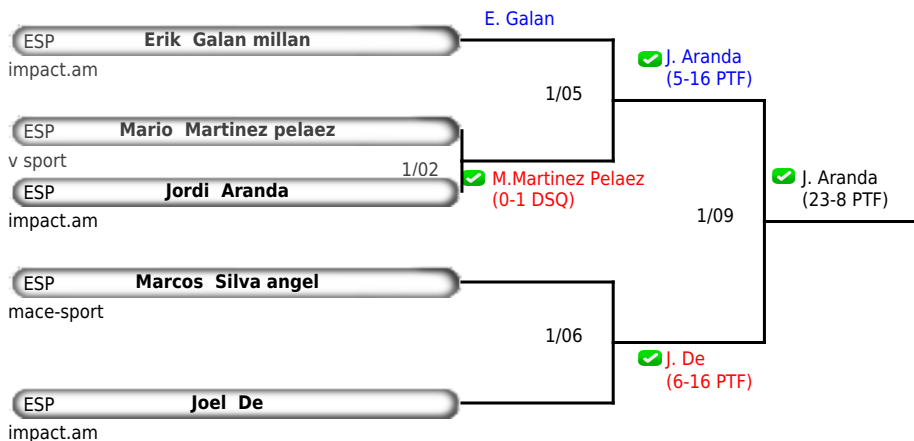 E. Galan
ESP Erik Galan millan
impact.am
J. Aranda
(5-16 PTF)
1/05
ESP Mario Martinez pelaez
v sport
1/02
M.Martinez Pelaez
(0-1 DSQ)
ESP Jordi Aranda
impact.am
J. Aranda
(23-8 PTF)
1/09
ESP Marcos Silva angel
mace-sport
1/06
J. De
(6-16 PTF)
ESP Joel De
impact.am